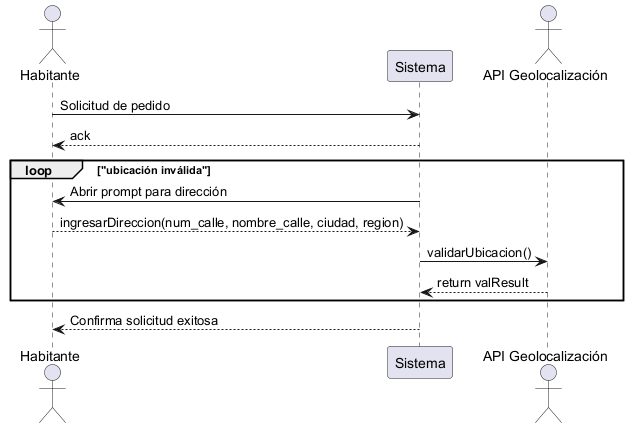 Habitante
Sistema
API Geolocalización
Solicitud de pedido
ack
loop ["ubicación inválida"]
Abrir prompt para dirección
ingresarDireccion(num_calle, nombre_calle, ciudad, region)
validarUbicacion()
return valResult
Confirma solicitud exitosa
Habitante
Sistema
API Geolocalización